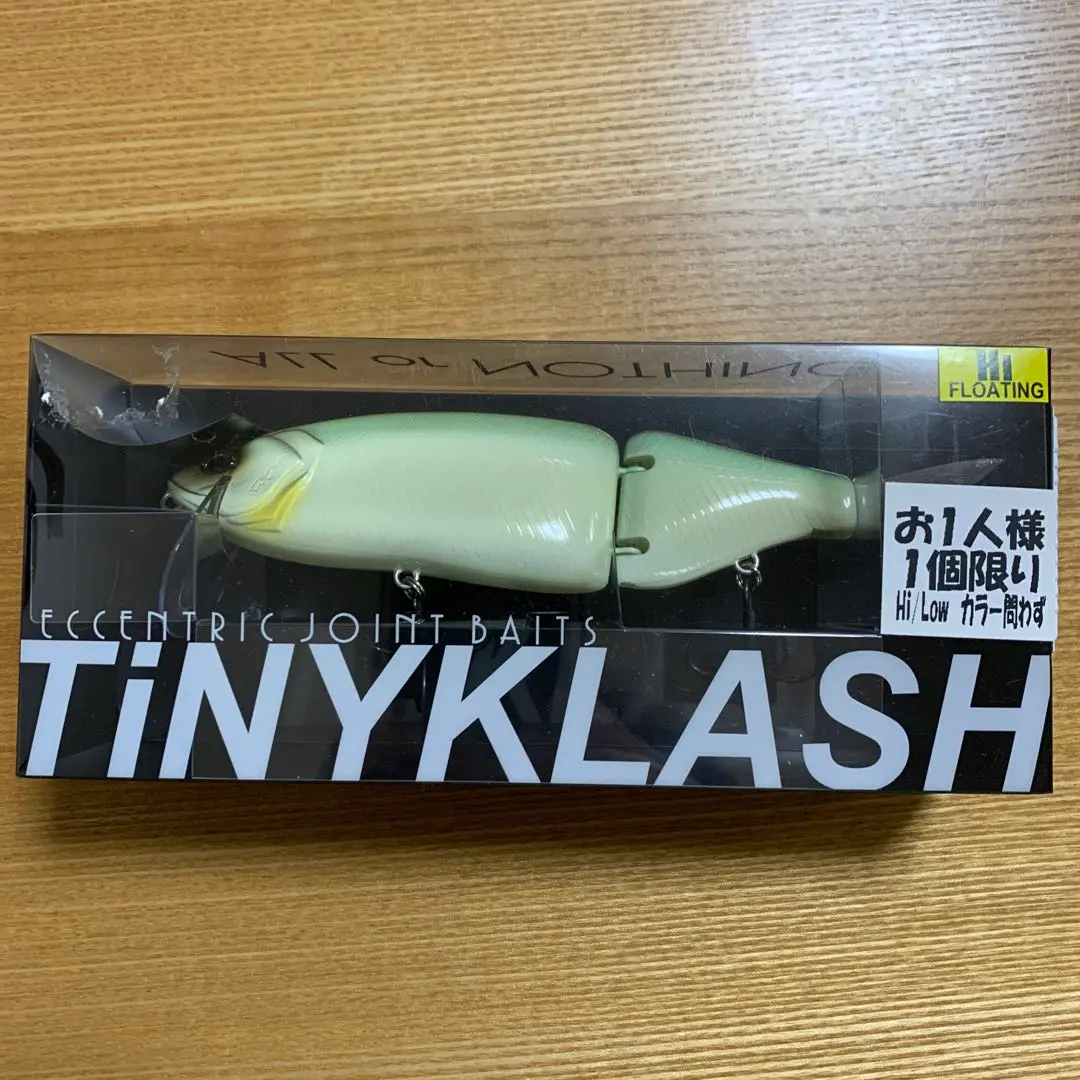 ALL or NOTHING
Hi
FLOATING
お1人様
1個限り
Hi/Low カラー問わず
ECCENTRIC JOINT BAITS
TiNYKLASH